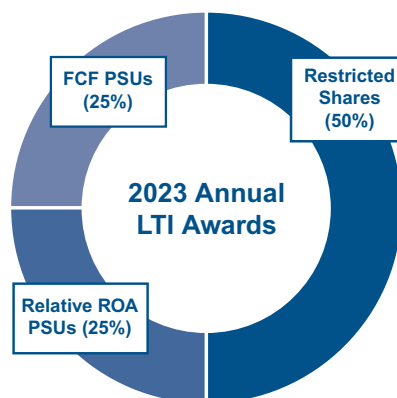 FCF PSUs
(25%)
Restricted
Shares
(50%)
2023 Annual
LTI Awards
Relative ROA
PSUs (25%)